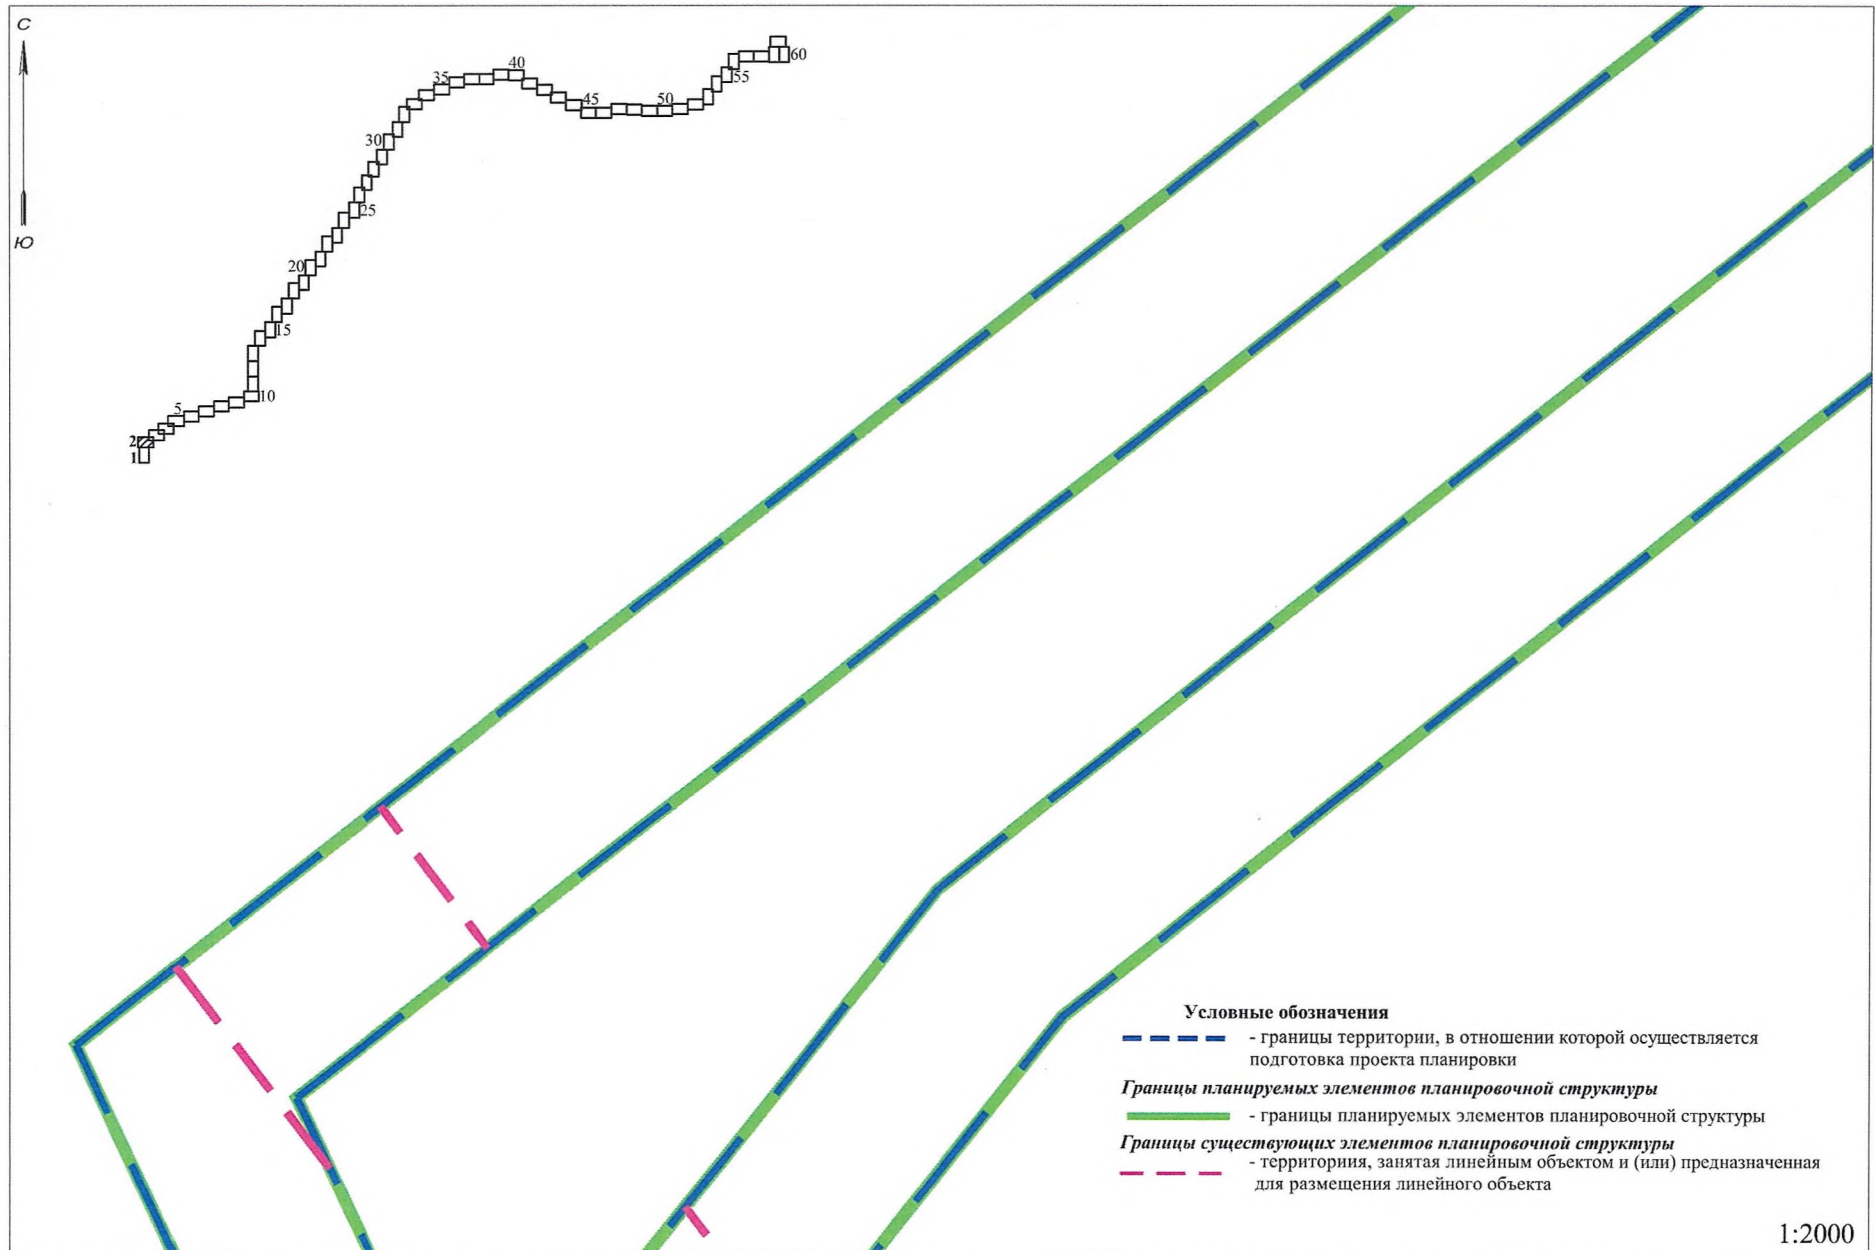 С
Ю
60
55
50
45
40
35
30
25
20
15
10
5
2
1
Условные обозначения
- границы территории, в отношении которой осуществляется
подготовка проекта планировки
Границы планируемых элементов планировочной структуры
- границы планируемых элементов планировочной структуры
Границы существующих элементов планировочной структуры
- территориия, занятая линейным объектом и (или) предназначенная
для размещения линейного объекта
1:2000